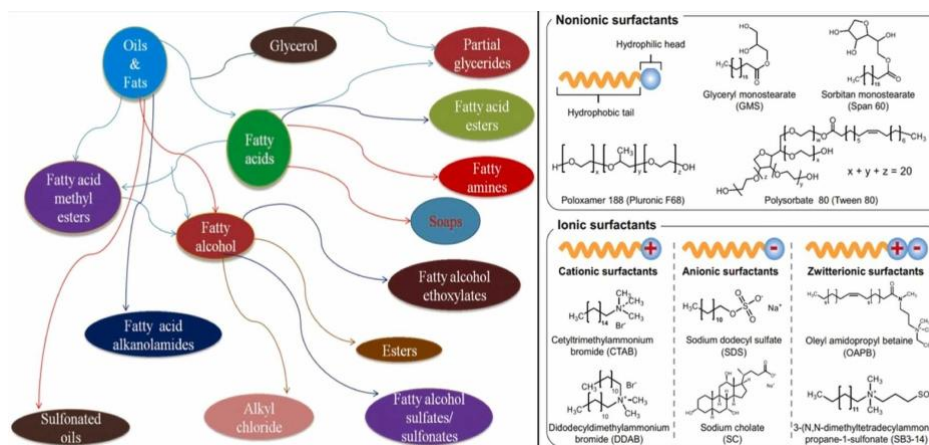 Oils
&
Fats
Glycerol
Partial
glycerides
Fatty acid
esters
Fatty
acids
Fatty
amines
Fatty acid
methyl
esters
Soaps
Fatty
alcohol
Fatty alcohol
ethoxylates
Fatty acid
alkanolamides
Esters
Sulfonated
oils
Alkyl
chloride
Fatty alcohol
sulfates/
sulfonates
Nonionic surfactants
Hydrophilic head
Hydrophobic tail
Glyceryl monostearate
(GMS)
Sorbitan monostearate
(Span 60)
Poloxamer 188 (Pluronic F68)
x + y + z = 20
Polysorbate 80 (Tween 80)
Ionic surfactants
+
-
+ -
Cationic surfactants
Anionic surfactants
Zwitterionic surfactants
Cetyltrimethylammonium
bromide (CTAB)
Sodium dodecyl sulfate
(SDS)
Oleyl amidopropyl betaine
(OAPB)
Didodecyldimethylammonium
bromide (DDAB)
Sodium cholate
(SC)
3-(N,N-dimethyltetradecylammon
propane-1-sulfonate (SB3-14)